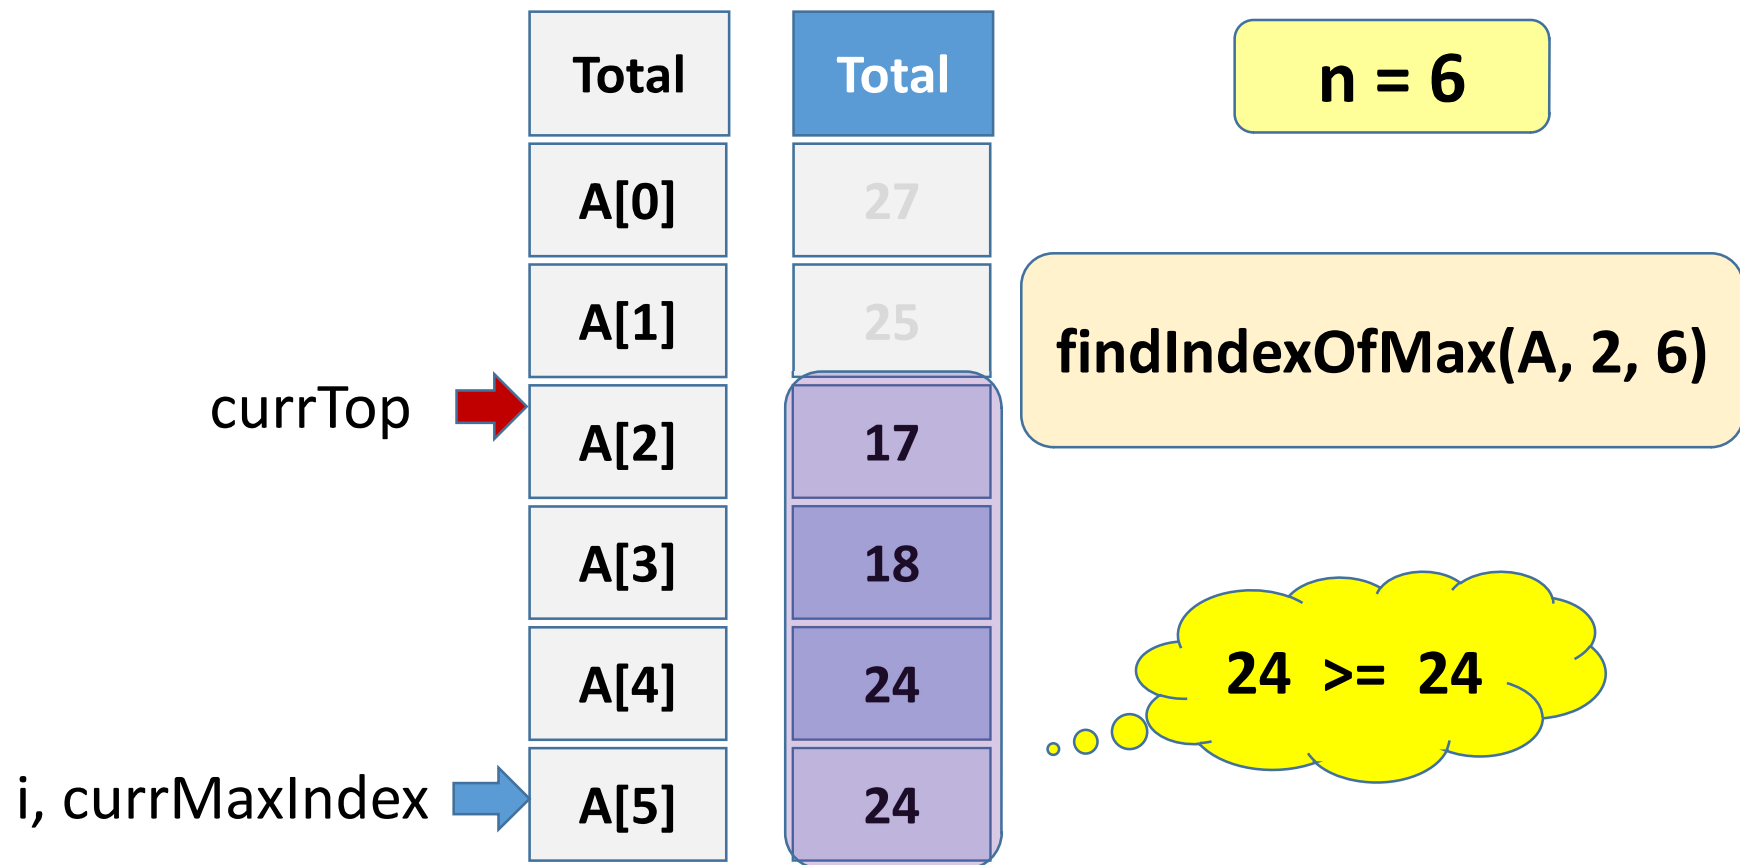 Total Total
n = 6
A[0] 27
A[1] 25
findIndexOfMax(A, 2, 6)
currTop
A[2] 17
A[3] 18
24 >= 24
A[4] 24
i, currMaxIndex
A[5] 24